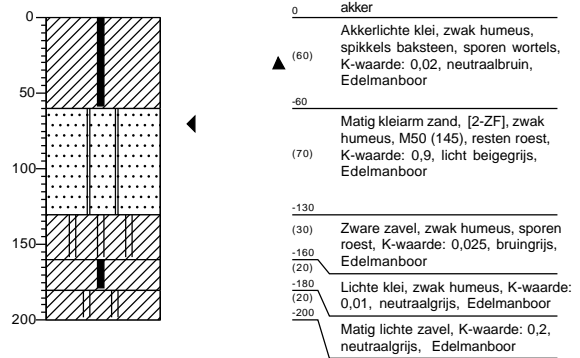 0
50
100
150
200
0 akker
(60)
Akkerlichte klei, zwak humeus,
spikkels baksteen, sporen wortels,
K-waarde: 0,02, neutraalbruin,
Edelmanboor
-60
(70)
Matig kleiarm zand, [2-ZF], zwak
humeus, M50 (145), resten roest,
K-waarde: 0,9, licht beigegrijs,
Edelmanboor
-130
(30)
Zware zavel, zwak humeus, sporen
roest, K-waarde: 0,025, bruingrijs,
Edelmanboor
-160
(20)
-180
Lichte klei, zwak humeus, K-waarde:
0,01, neutraalgrijs, Edelmanboor
(20)
-200
Matig lichte zavel, K-waarde: 0,2,
neutraalgrijs, Edelmanboor